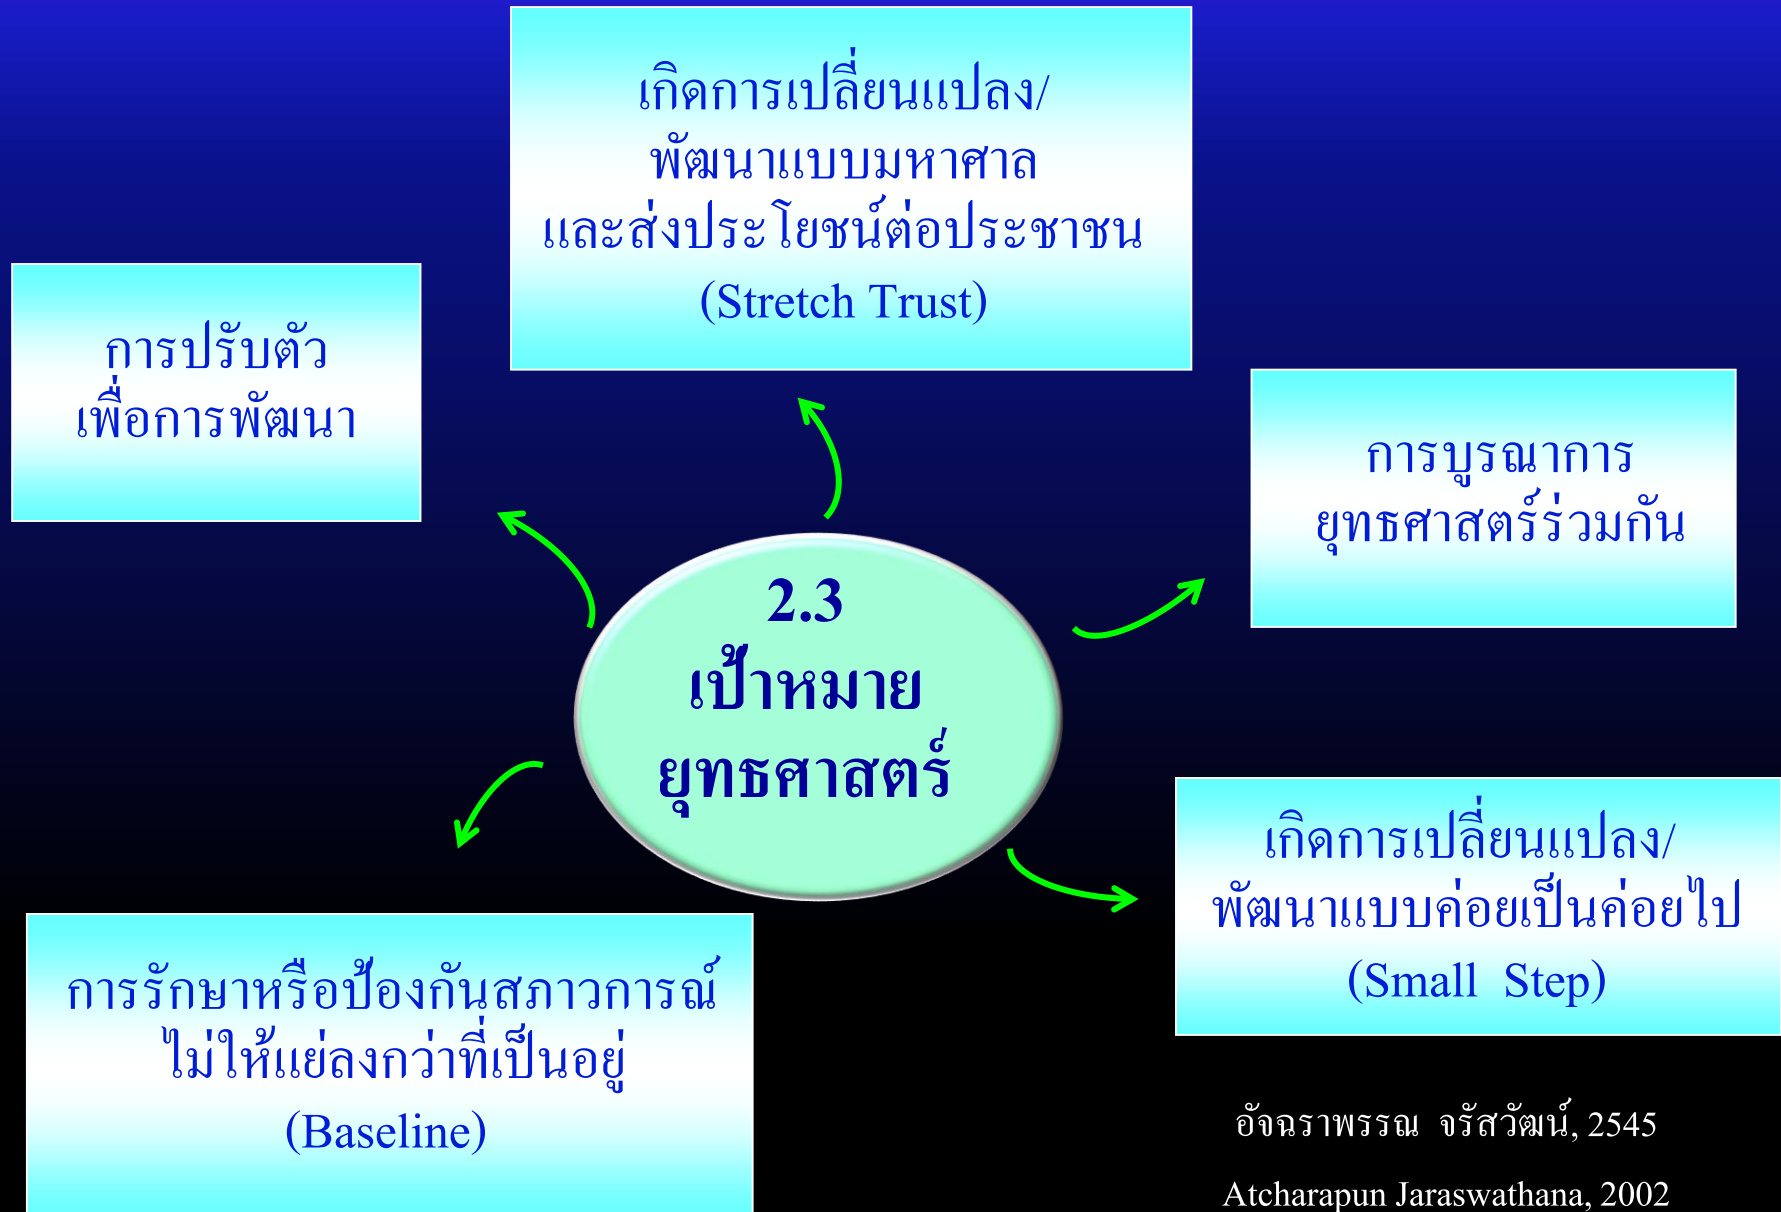 เกิดการเปลี่ยนแปลง/
พัฒนาแบบมหาศาล
และส่งประโยชน์ต่อประชาชน
(Stretch Trust)
การปรับตัว
เพื่อการพัฒนา
การบูรณาการ
ยุทธศาสตร์ร่วมกัน
2.3
เป้าหมาย
ยุทธศาสตร์
เกิดการเปลี่ยนแปลง/
พัฒนาแบบค่อยเป็นค่อยไป
(Small Step)
การรักษาหรือป้องกันสภาวการณ์
ไม่ให้แย่ลงกว่าที่เป็นอยู่
(Baseline)
อัจฉราพรรณ จรัสวัฒน์, 2545
Atcharapun Jaraswathana, 2002